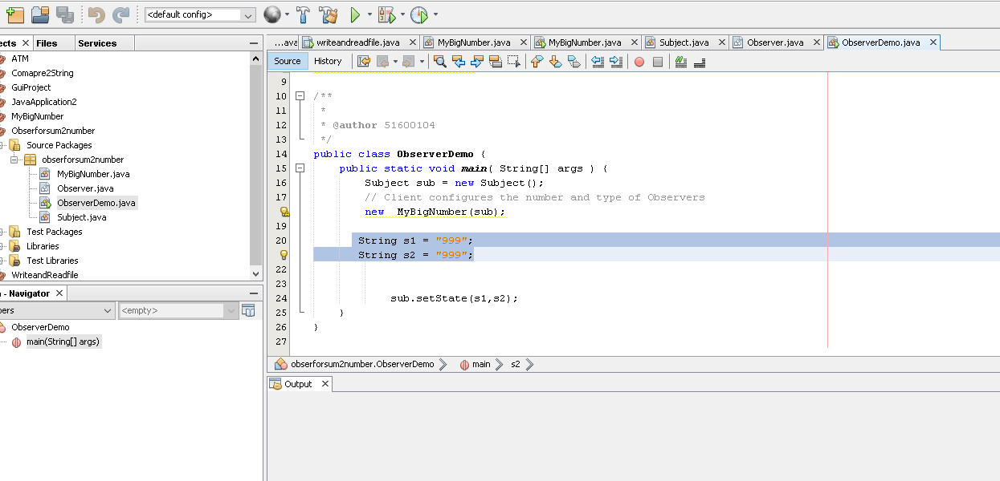 <default config>
ects Files Services
ATM
Comapre2String
GuiProject
JavaApplication2
MyBigNumber
Obserforsum2number
Source Packages
obserforsum2number
MyBigNumber.java
Observer.java
ObserverDemo.java
Subject.java
Test Packages
Libraries
Test Libraries
WriteandReadfile
- Navigator
bers <empty>
ObserverDemo
main(String[] args)
...ava writeandreadfile.java MyBigNumber.java MyBigNumber.java Subject.java Observer.java ObserverDemo.java
Source History
9
10 /**
11 *
12 * @author 51600104
13 */
14 public class ObserverDemo {
15 public static void main( String[] args ) {
16 Subject sub = new Subject();
17 // Client configures the number and type of Observers
new MyBigNumber(sub);
19
20 String s1 = "999";
String s2 = "999";
22
23
24 sub.setState(s1,s2);
25 }
26 }
27
obserforsum2number.ObserverDemo main s2
Output